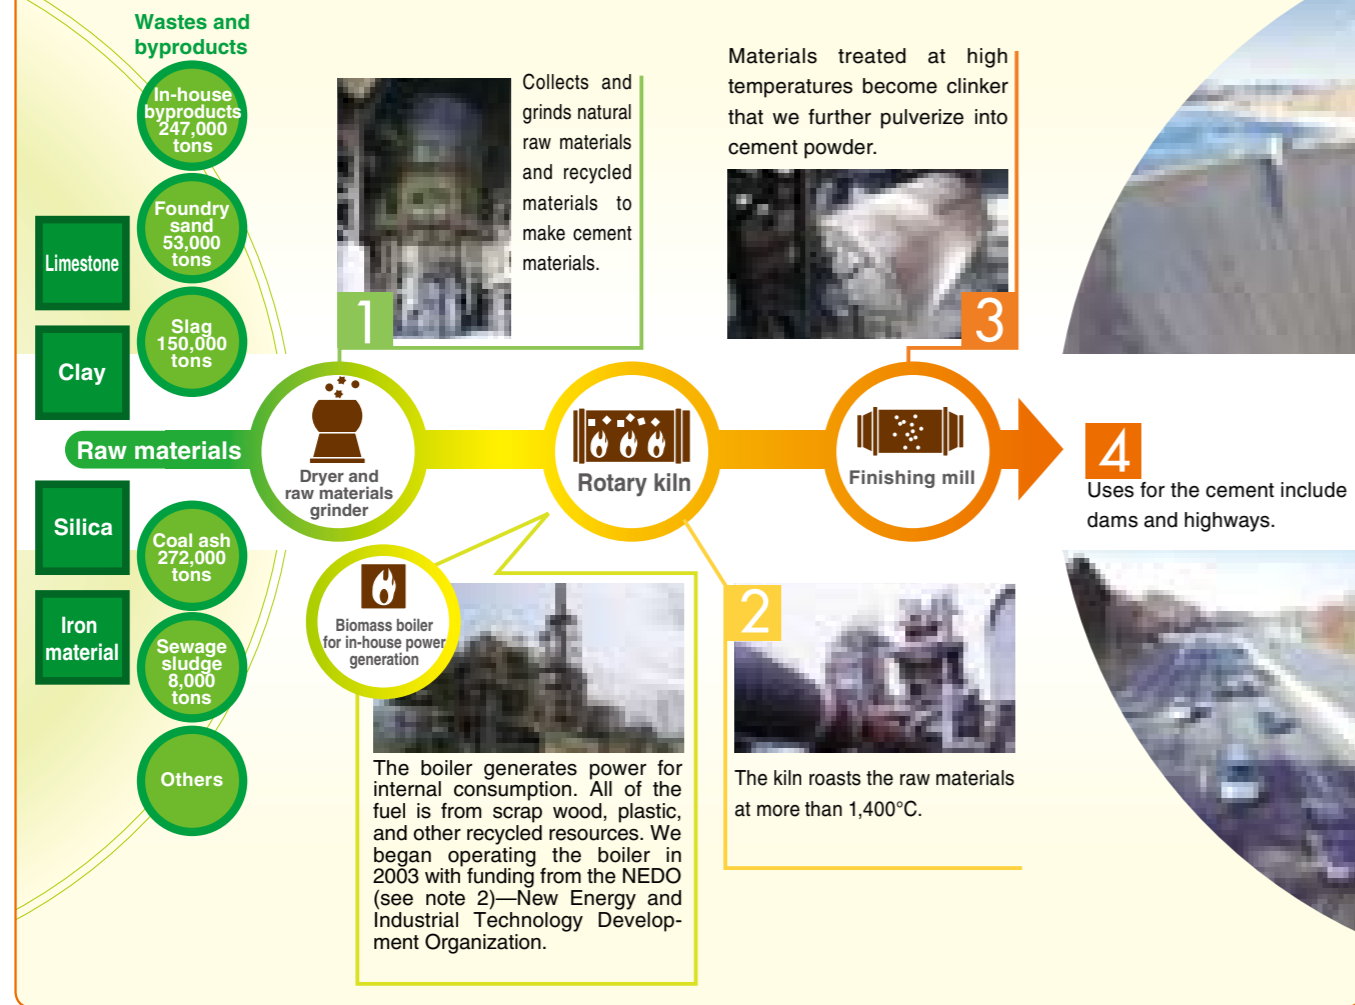 Wastes and
byproducts
In-house
byproducts
247,000
tons
Foundry
sand
53,000
tons
Slag
150,000
tons
Limestone
Clay
Raw materials
Silica
Iron
material
Coal ash
272,000
tons
Sewage
sludge
8,000
tons
Others
Collects and
grinds natural
raw materials
and recycled
materials to
make cement
materials.
1
Dryer and
raw materials
grinder
Biomass boiler
for in-house power
generation
The boiler generates power for
internal consumption. All of the
fuel is from scrap wood, plastic,
and other recycled resources. We
began operating the boiler in
2003 with funding from the NEDO
(see note 2)—New Energy and
Industrial Technology Develop-
ment Organization.
Rotary kiln
2
The kiln roasts the raw materials
at more than 1,400°C.
Materials treated at high
temperatures become clinker
that we further pulverize into
cement powder.
3
Finishing mill
4
Uses for the cement include
dams and highways.